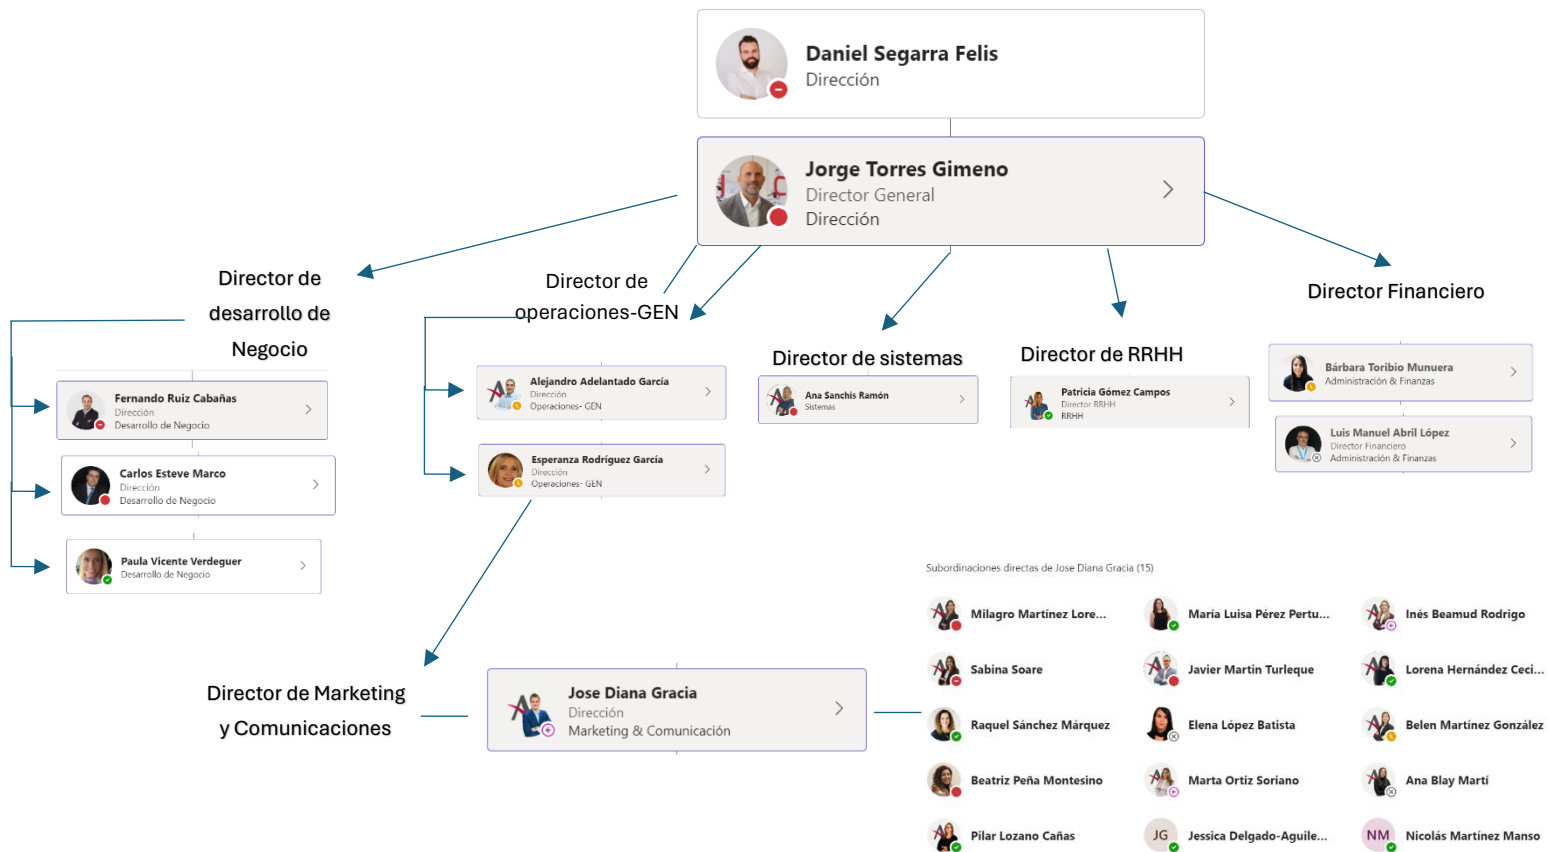 Daniel Segarra Felis
Dirección
Jorge Torres Gimeno
Director General
Dirección
Director de
desarrollo de
Negocio
Director de
operaciones-GEN
Director de sistemas
Director de RRHH
Director Financiero
Fernando Ruiz Cabañas
Dirección
Desarrollo de Negocio
Carlos Esteve Marco
Dirección
Desarrollo de Negocio
Paula Vicente Verdeguer
Desarrollo de Negocio
Alejandro Adelantado García
Dirección
Operaciones- GEN
Esperanza Rodríguez García
Dirección
Operaciones- GEN
Ana Sanchis Ramón
Sistemas
Patricia Gómez Campos
Director RRHH
RRHH
Bárbara Toribio Munuera
Administración & Finanzas
Luis Manuel Abril López
Director Financiero
Administración & Finanzas
Director de Marketing
y Comunicaciones
Jose Diana Gracia
Dirección
Marketing & Comunicación
Subordinaciones directas de Jose Diana Gracia (15)
Milagro Martínez Lore...
María Luisa Pérez Pertu...
Inés Beamud Rodrigo
Sabina Soare
Javier Martin Turleque
Lorena Hernández Ceci...
Raquel Sánchez Márquez
Elena López Batista
Belen Martínez González
Beatriz Peña Montesino
Marta Ortiz Soriano
Ana Blay Martí
Pilar Lozano Cañas
JG Jessica Delgado-Aguile...
NM Nicolás Martínez Manso